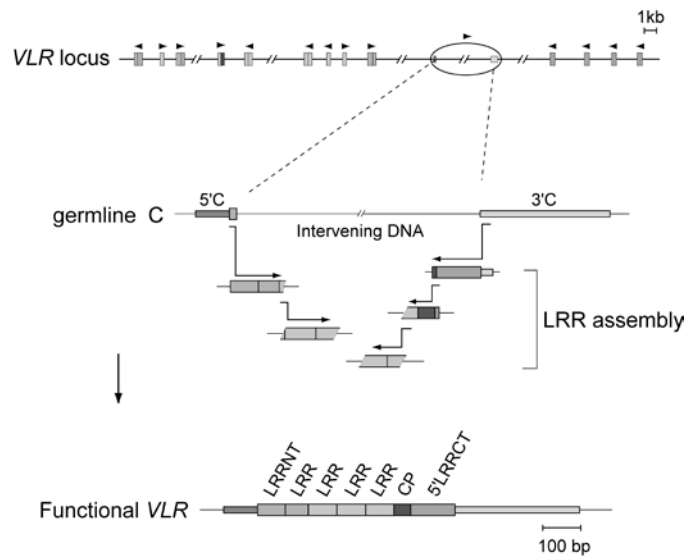 1kb
VLR locus
5'C
3'C
germline C
Intervening DNA
LRR assembly
LRRNT
LRR
LRR
LRR
LRR
CP
5'LRRCT
Functional VLR
100 bp